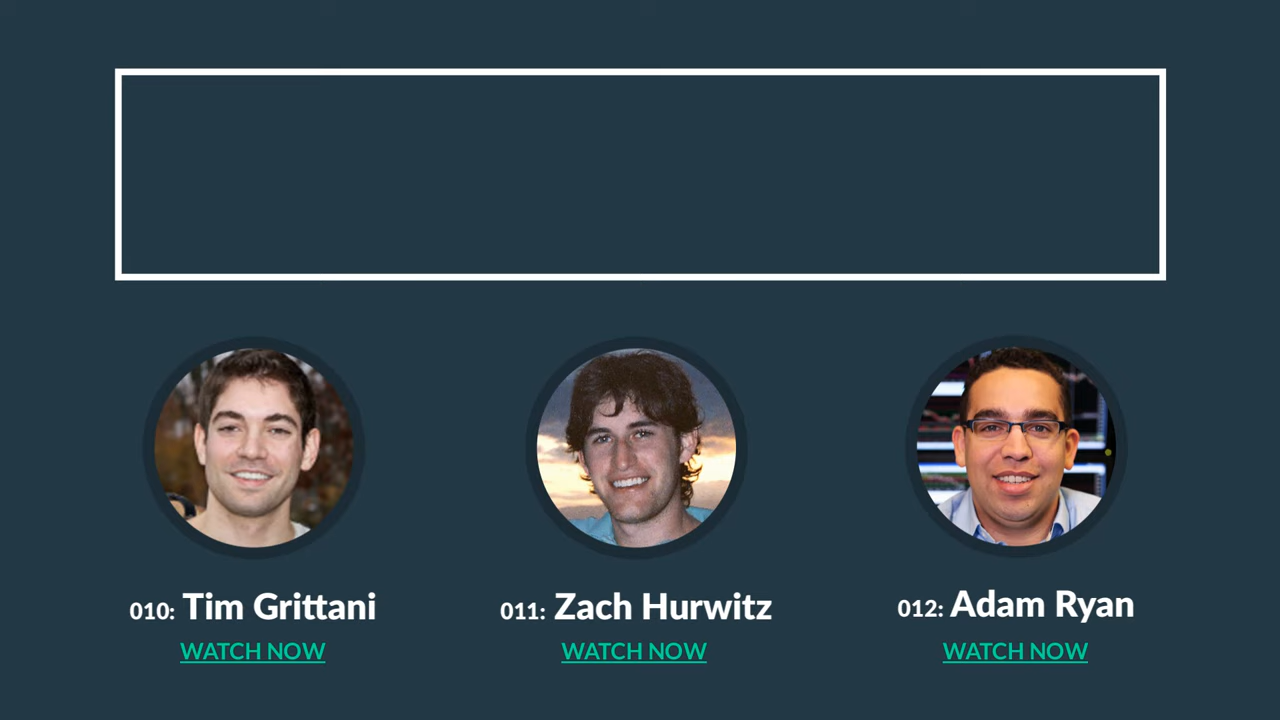 010: Tim Grittani
011: Zach Hurwitz
012: Adam Ryan
WATCH NOW
WATCH NOW
WATCH NOW